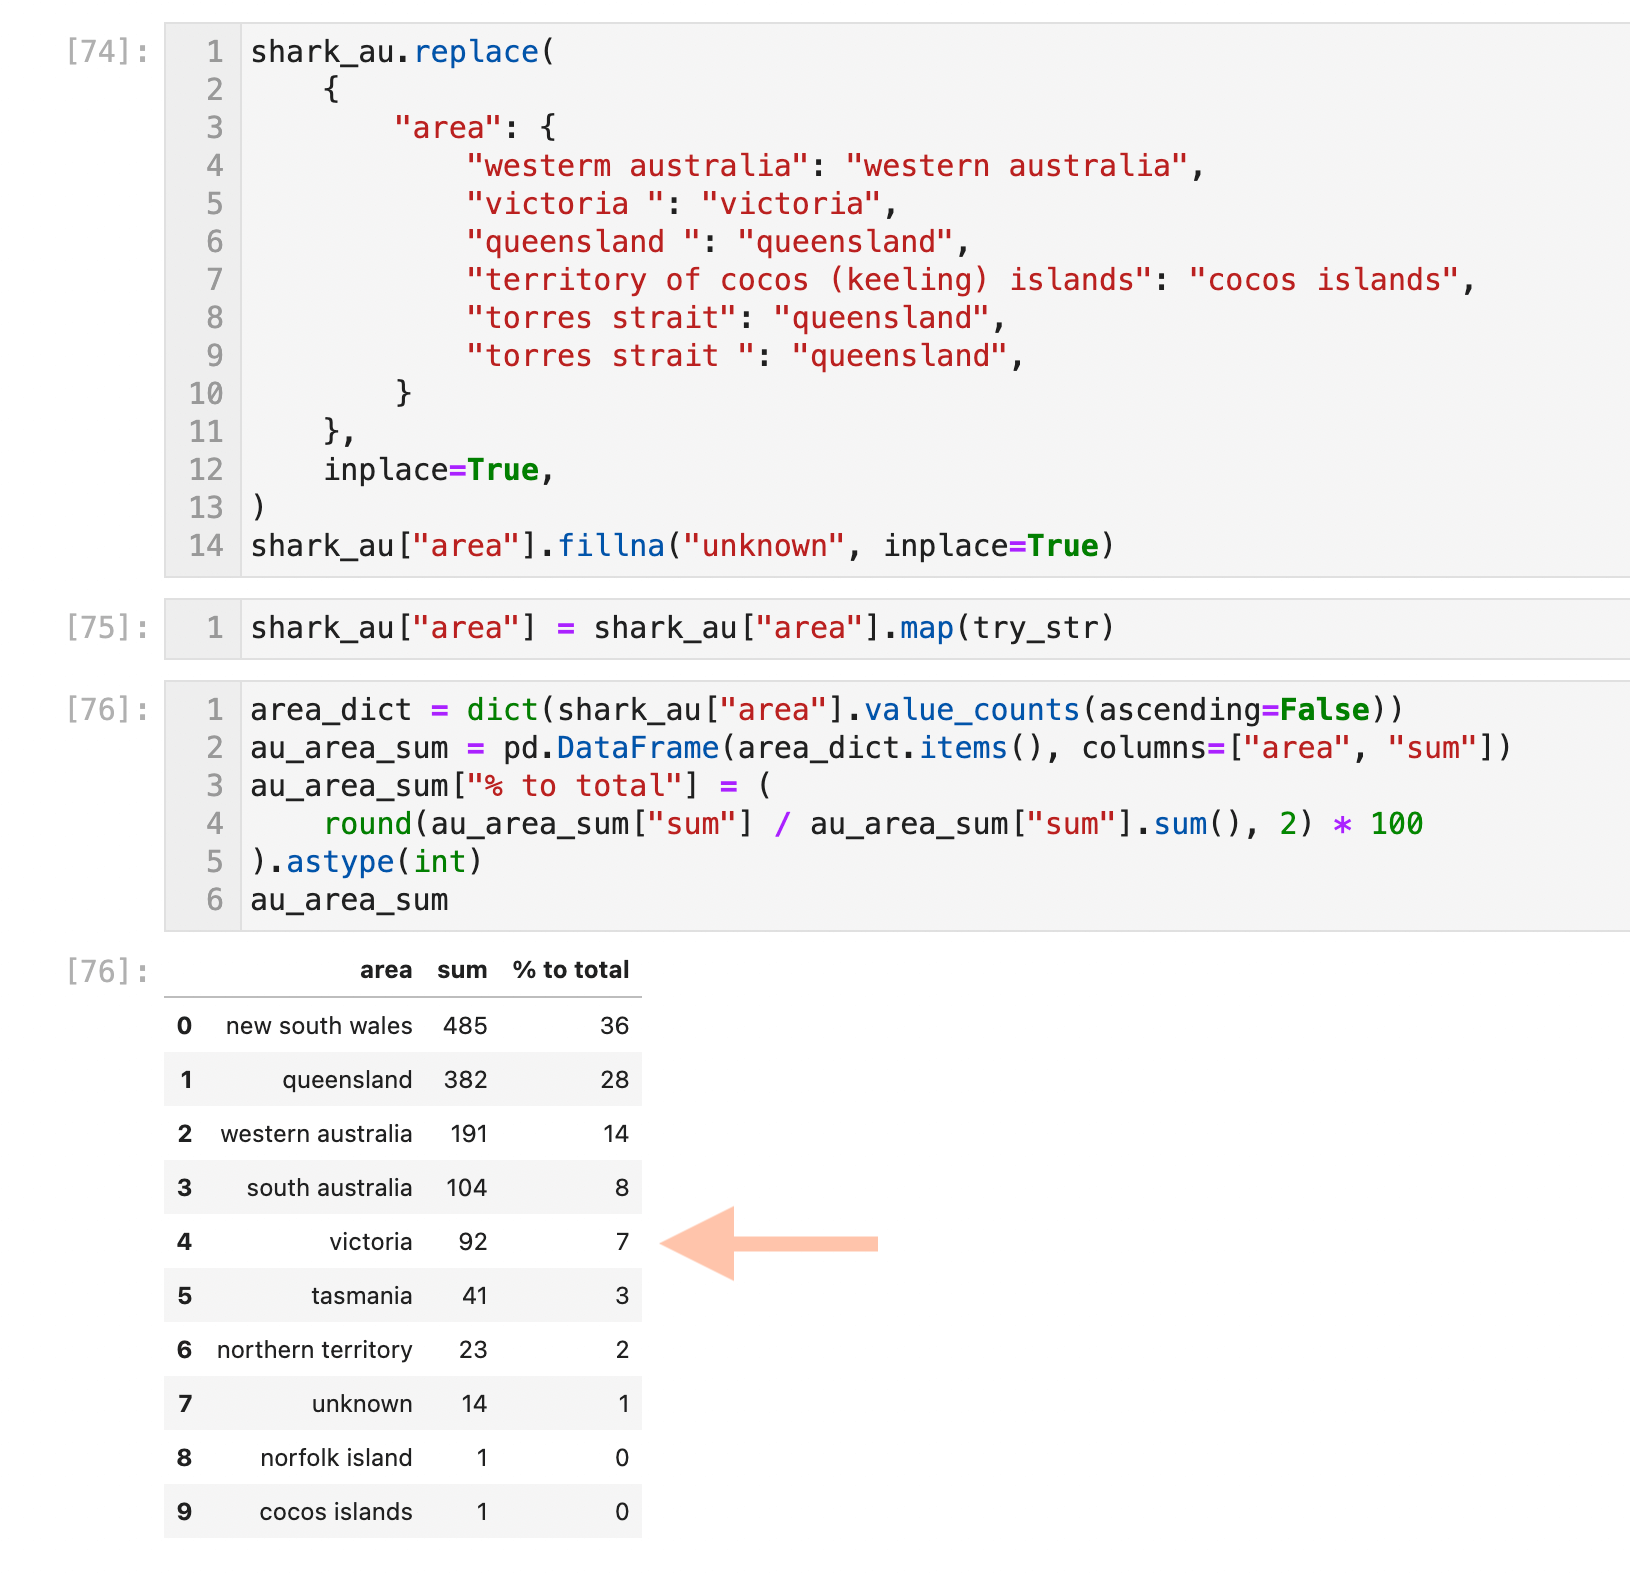 [74]:
1 shark_au.replace(
2     {
3         "area": {
4             "westerm australia": "western australia",
5             "victoria ": "victoria",
6             "queensland ": "queensland",
7             "territory of cocos (keeling) islands": "cocos islands",
8             "torres strait": "queensland",
9             "torres strait ": "queensland",
10         }
11     },
12     inplace=True,
13 )
14 shark_au["area"].fillna("unknown", inplace=True)
[75]:
1 shark_au["area"] = shark_au["area"].map(try_str)
[76]:
1 area_dict = dict(shark_au["area"].value_counts(ascending=False))
2 au_area_sum = pd.DataFrame(area_dict.items(), columns=["area", "sum"])
3 au_area_sum["% to total"] = (
4     round(au_area_sum["sum"] / au_area_sum["sum"].sum(), 2) * 100
5 ).astype(int)
6 au_area_sum
[76]:
area sum % to total
0 new south wales 485 36
1 queensland 382 28
2 western australia 191 14
3 south australia 104 8
4 victoria 92 7
5 tasmania 41 3
6 northern territory 23 2
7 unknown 14 1
8 norfolk island 1 0
9 cocos islands 1 0